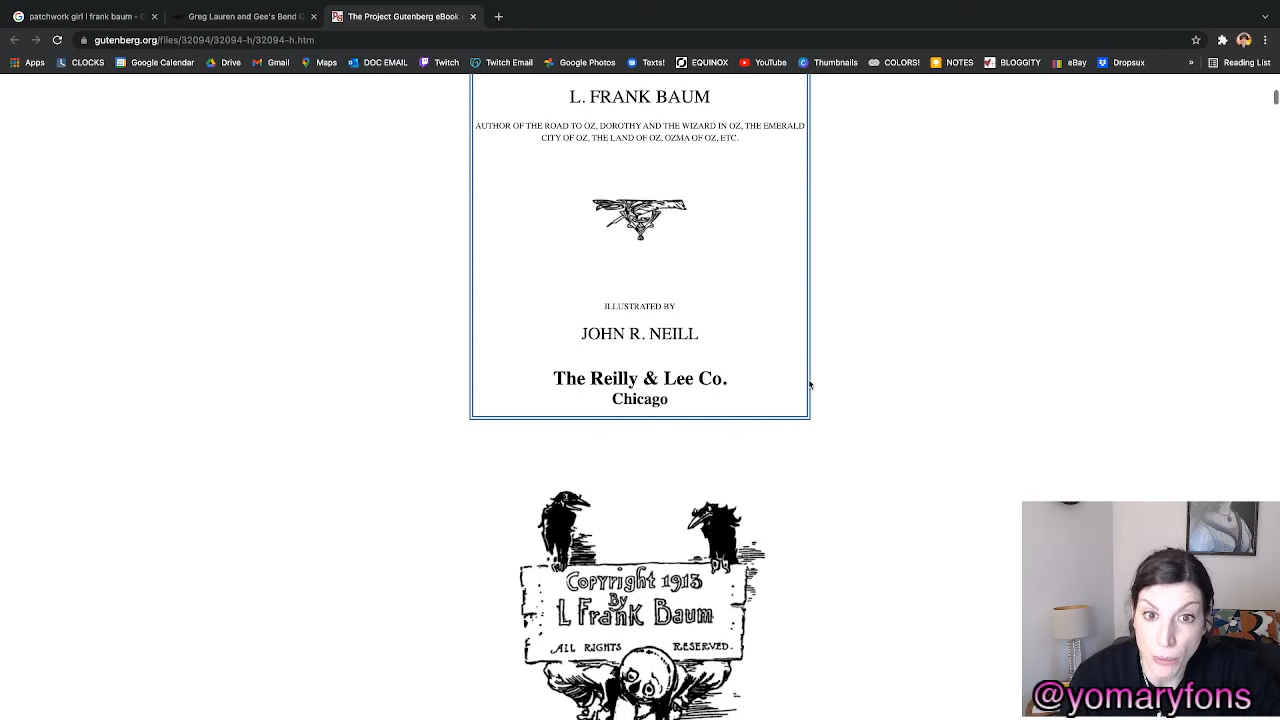 patchwork girl l frank baum - G
Greg Lauren and Gee's Bend Q
The Project Gutenberg eBook
gutenberg.org/files/32094/32094-h/32094-h.htm
Apps CLOCKS Google Calendar Drive Gmail Maps DOC EMAIL Twitch Twitch Email Google Photos Texts! EQUINOX YouTube Thumbnails COLORS! NOTES BLOGGITY eBay Dropbox » Reading List
L. FRANK BAUM
AUTHOR OF THE ROAD TO OZ, DOROTHY AND THE WIZARD IN OZ, THE EMERALD
CITY OF OZ, THE LAND OF OZ, OZMA OF OZ, ETC.
ILLUSTRATED BY
JOHN R. NEILL
The Reilly & Lee Co.
Chicago
Copyright 1913
By
L Frank Baum
ALL RIGHTS RESERVED.
@yomaryfons